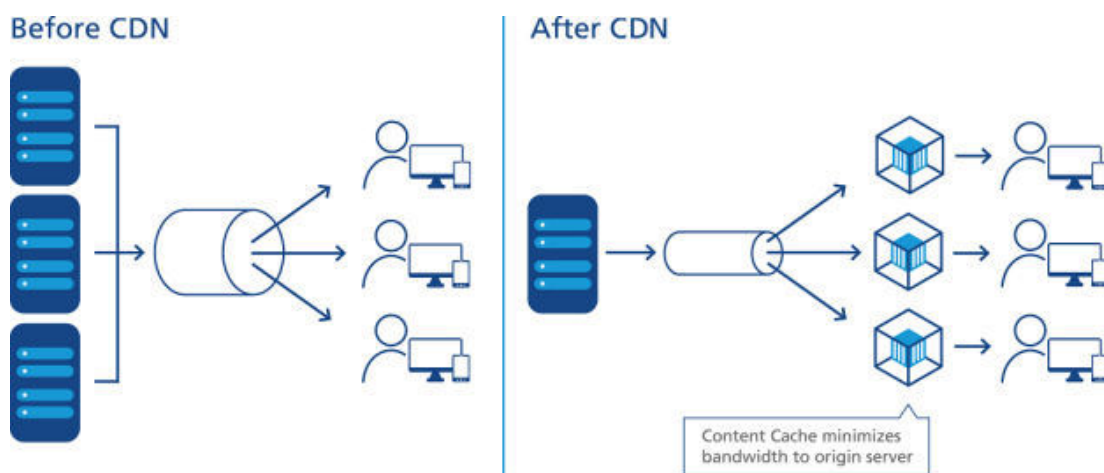 Before CDN
After CDN
Content Cache minimizes
bandwidth to origin server